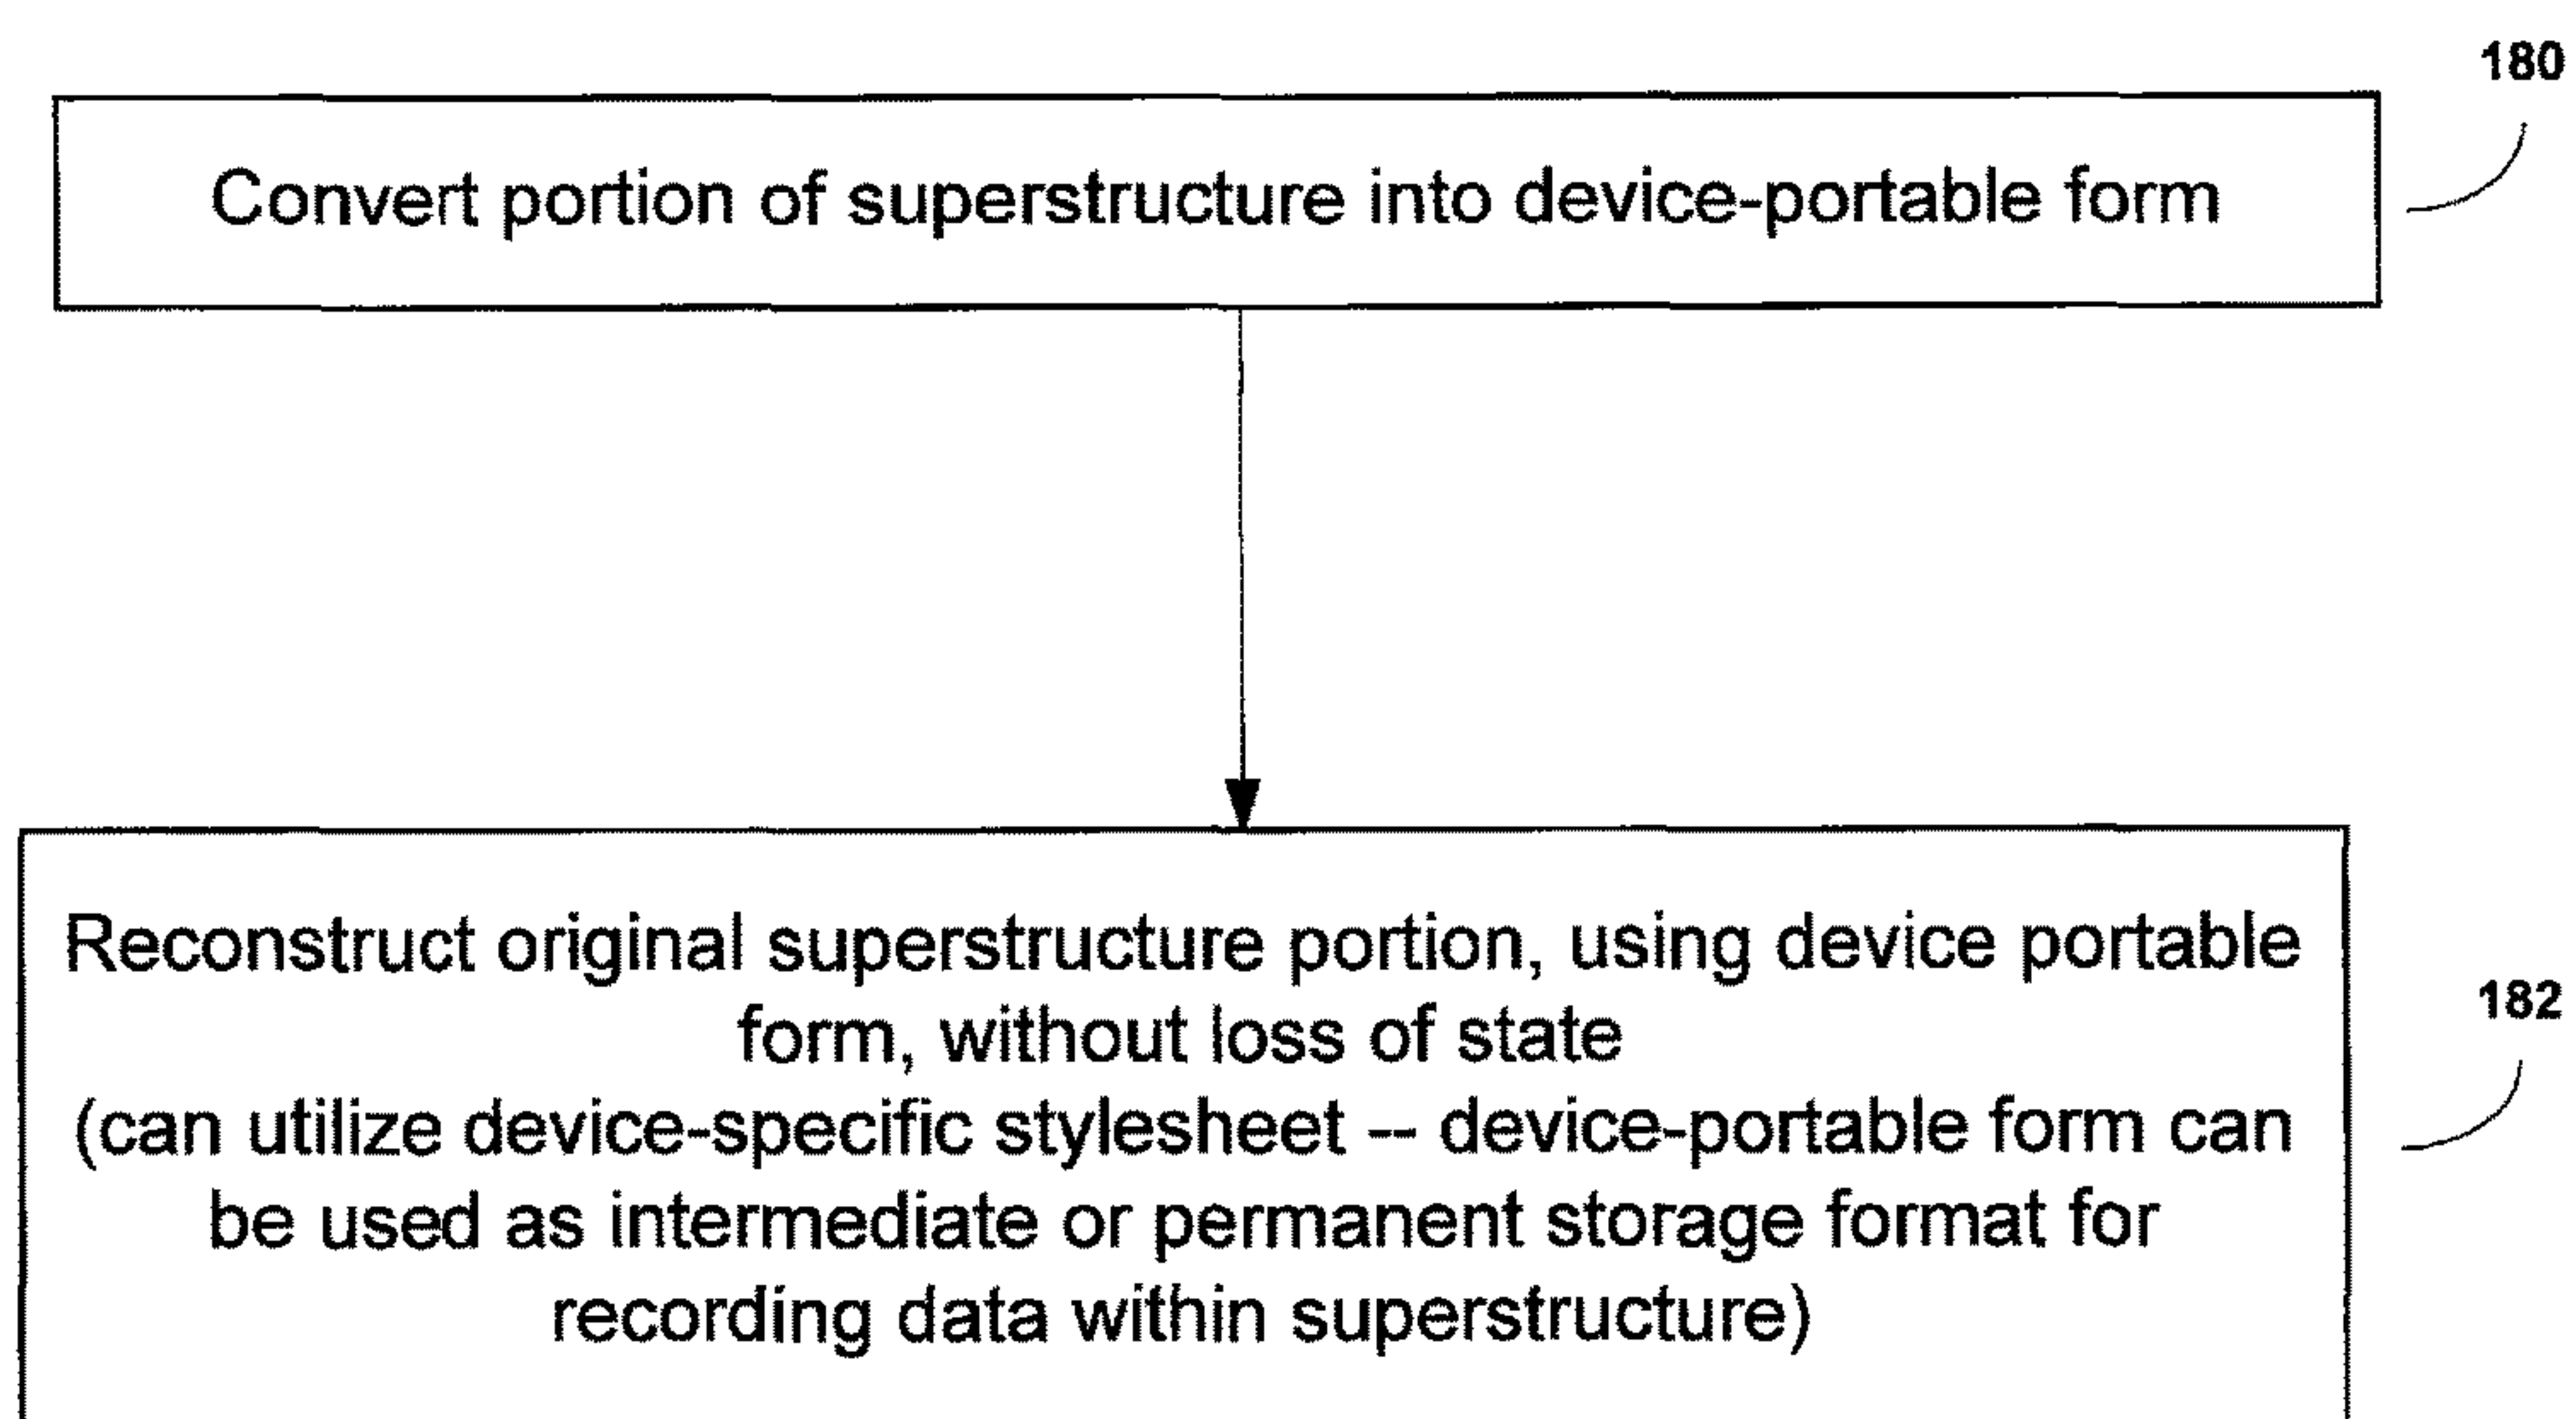 180
Convert portion of superstructure into device-portable form
Reconstruct original superstructure portion, using device portable
form, without loss of state
182
(can utilize device-specific stylesheet -- device-portable form can
be used as intermediate or permanent storage format for
recording data within superstructure)